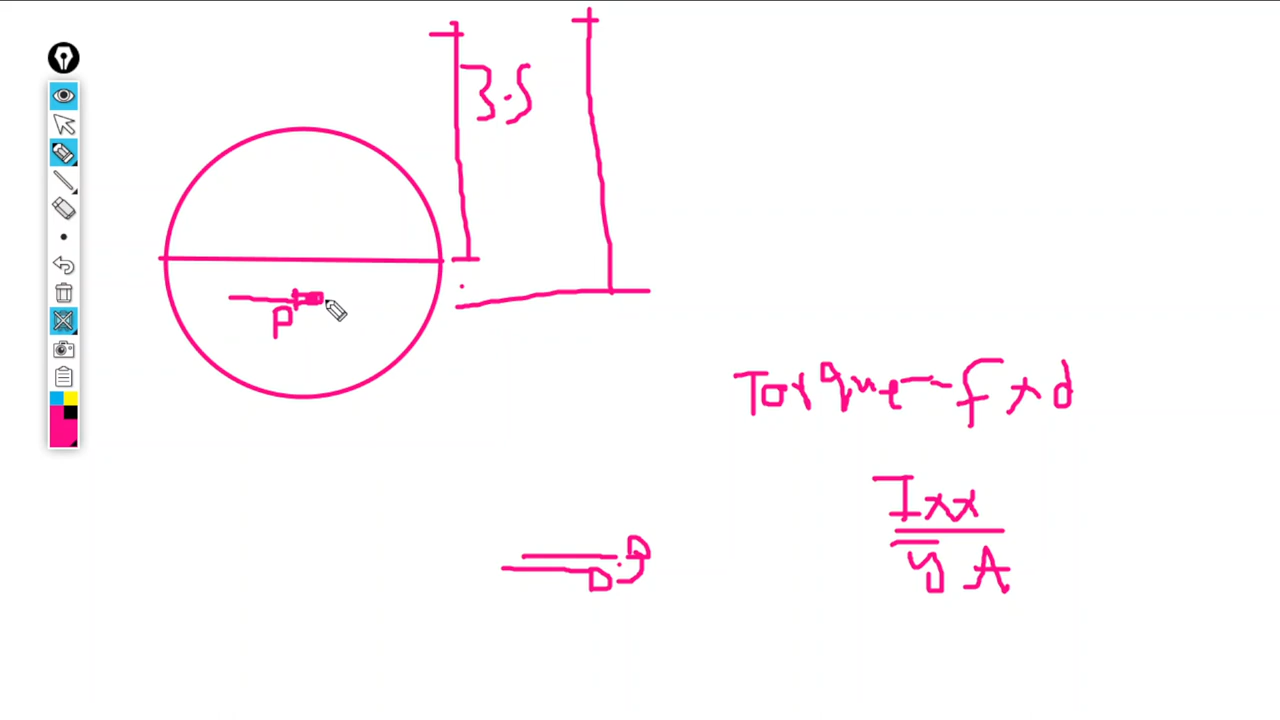 3.5
P
Torque = f x d
Ixx
y̅ A